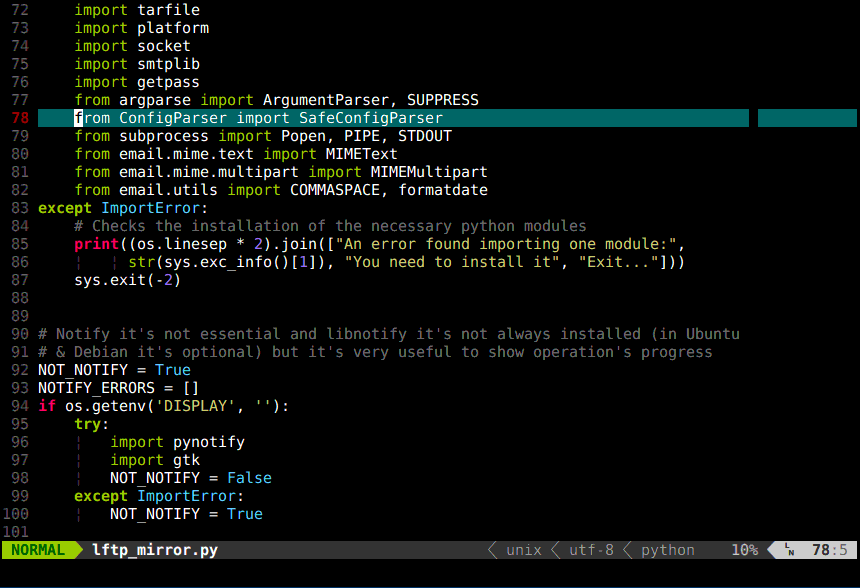 72 import tarfile
73 import platform
74 import socket
75 import smtplib
76 import getpass
77 from argparse import ArgumentParser, SUPPRESS
78 from ConfigParser import SafeConfigParser
79 from subprocess import Popen, PIPE, STDOUT
80 from email.mime.text import MIMEText
81 from email.mime.multipart import MIMEMultipart
82 from email.utils import COMMASPACE, formatdate
83 except ImportError:
84 # Checks the installation of the necessary python modules
85 print((os.linesep * 2).join(["An error found importing one module:",
86 ¦ ¦ str(sys.exc_info()[1]), "You need to install it", "Exit..."]))
87 sys.exit(-2)
88
89
90 # Notify it's not essential and libnotify it's not always installed (in Ubuntu
91 # & Debian it's optional) but it's very useful to show operation's progress
92 NOT_NOTIFY = True
93 NOTIFY_ERRORS = []
94 if os.getenv('DISPLAY', ''):
95 try:
96 ¦ import pynotify
97 ¦ import gtk
98 ¦ NOT_NOTIFY = False
99 except ImportError:
100 ¦ NOT_NOTIFY = True
101
NORMAL lftp_mirror.py unix utf-8 python 10% LN 78:5